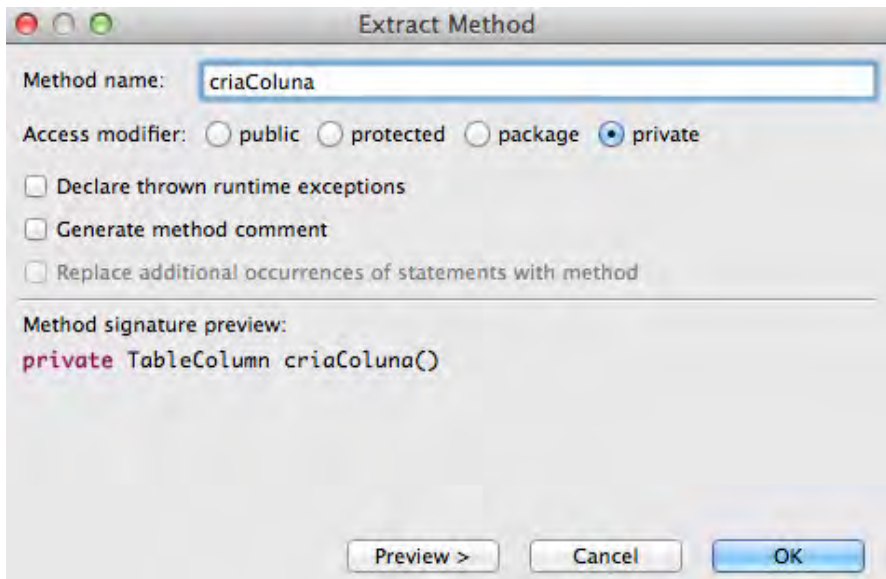 Extract Method
Method name: criaColuna
Access modifier: public protected package private
Declare thrown runtime exceptions
Generate method comment
Replace additional occurrences of statements with method
Method signature preview:
private TableColumn criaColuna()
Preview > Cancel OK